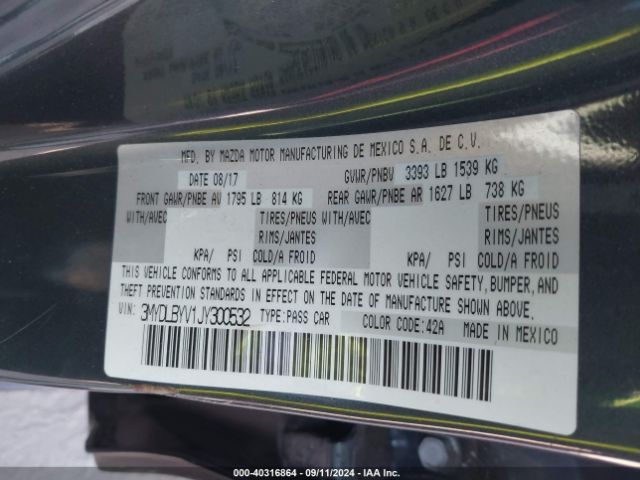 MFD. BY MAZDA MOTOR MANUFACTURING DE MEXICO S.A. DE C.V.
DATE 08/17 GVWR/PNBV 3393 LB 1539 KG
FRONT GAWR/PNBE AV 1795 LB 814 KG REAR GAWR/PNBE AR 1627 LB 738 KG
WITH/AVEC TIRES/PNEUS WITH/AVEC TIRES/PNEUS
RIMS/JANTES RIMS/JANTES
KPA/ PSI COLD/A FROID KPA/ PSI COLD/A FROID
THIS VEHICLE CONFORMS TO ALL APPLICABLE FEDERAL MOTOR VEHICLE SAFETY, BUMPER, AND
THEFT PREVENTION STANDARDS IN EFFECT ON THE DATE OF MANUFACTURE SHOWN ABOVE.
VIN: 3MYDLBYV1JY300532 TYPE:PASS CAR COLOR CODE:42A MADE IN MEXICO
000-40316864 - 09/11/2024 - IAA Inc.